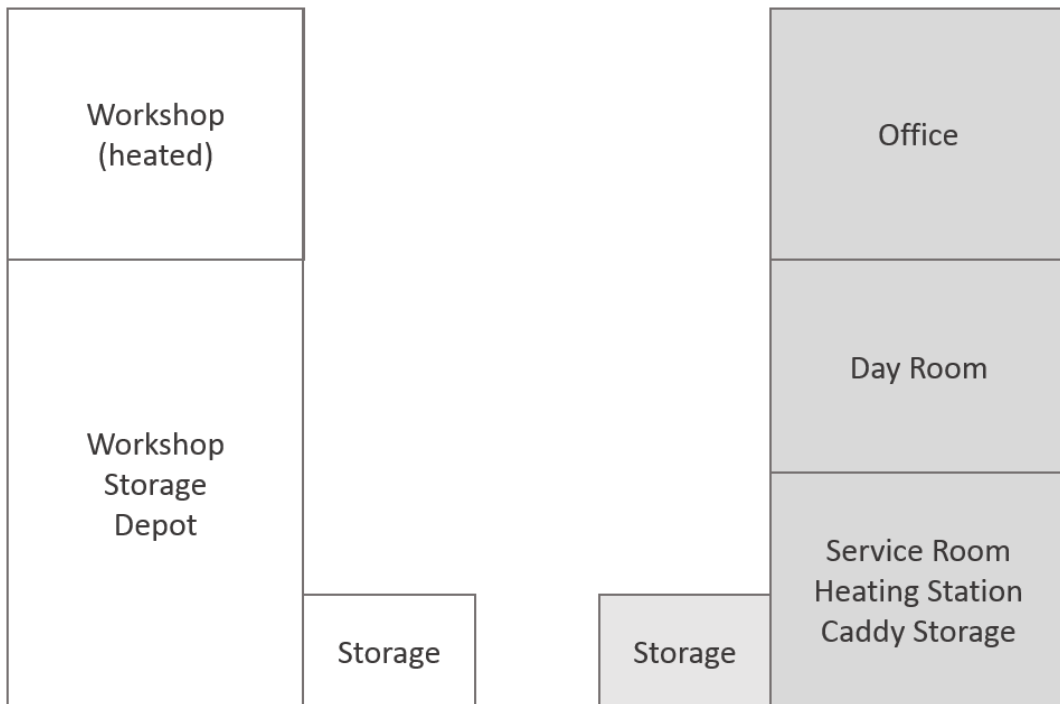 Workshop
(heated)
Office
Day Room
Workshop
Storage
Depot
Service Room
Heating Station
Caddy Storage
Storage
Storage